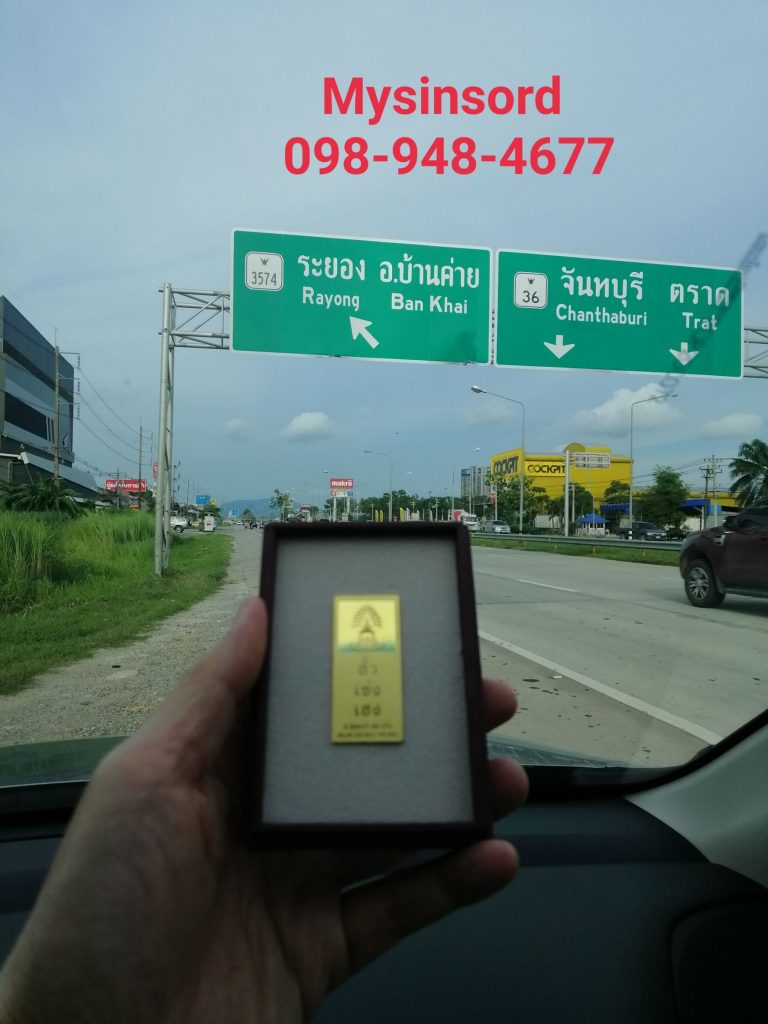 Mysinsord
098-948-4677
3574
ระยอง อ.บ้านค่าย
Rayong Ban Khai
36
จันทบุรี ตราด
Chanthaburi Trat
COCKPIT
COCKPIT
makro
ฮั่ว
เซ่ง
เฮง